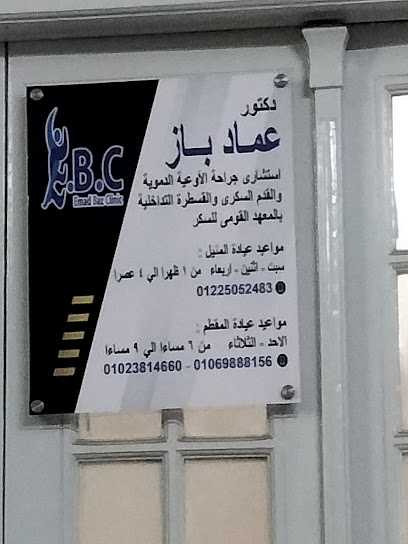 E.B.C
Emad Baz Clinic
دكتور
عماد باز
استشارى جراحة الأوعية الدموية
والقدم السكرى والقسطرة التداخلية
بالمعهد القومى للسكر
مواعيد عيادة المنيل :
سبت - اثنين - اربعاء من ١ ظهرا الي ٤ عصرا
01225052483
مواعيد عيادة المقطم :
الاحد - الثلاثاء من ٦ مساءا الي ٩ مساءا
01023814660 - 01069888156